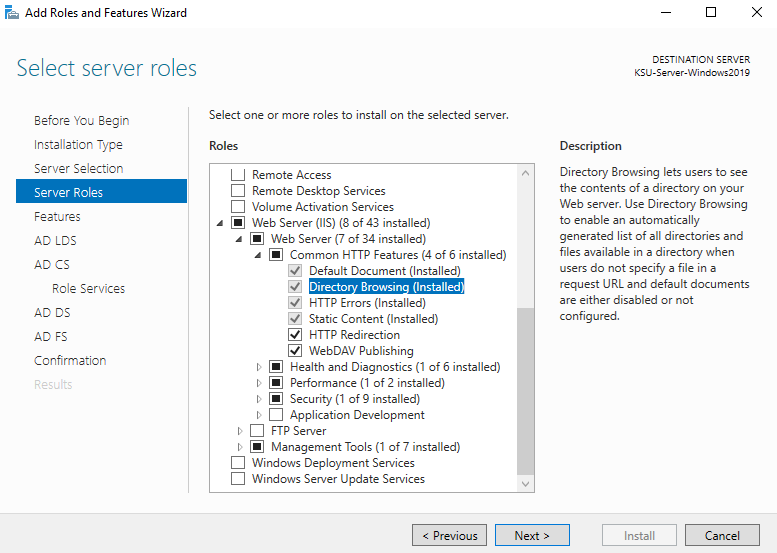 Add Roles and Features Wizard
Select server roles
DESTINATION SERVER
KSU-Server-Windows2019
Before You Begin
Installation Type
Server Selection
Server Roles
Features
AD LDS
AD CS
Role Services
AD DS
AD FS
Confirmation
Results
Select one or more roles to install on the selected server.
Roles
Remote Access
Remote Desktop Services
Volume Activation Services
Web Server (IIS) (8 of 43 installed)
Web Server (7 of 34 installed)
Common HTTP Features (4 of 6 installed)
Default Document (Installed)
Directory Browsing (Installed)
HTTP Errors (Installed)
Static Content (Installed)
HTTP Redirection
WebDAV Publishing
Health and Diagnostics (1 of 6 installed)
Performance (1 of 2 installed)
Security (1 of 9 installed)
Application Development
FTP Server
Management Tools (1 of 7 installed)
Windows Deployment Services
Windows Server Update Services
Description
Directory Browsing lets users to see
the contents of a directory on your
Web server. Use Directory Browsing
to enable an automatically
generated list of all directories and
files available in a directory when
users do not specify a file in a
request URL and default documents
are either disabled or not
configured.
< Previous
Next >
Install
Cancel